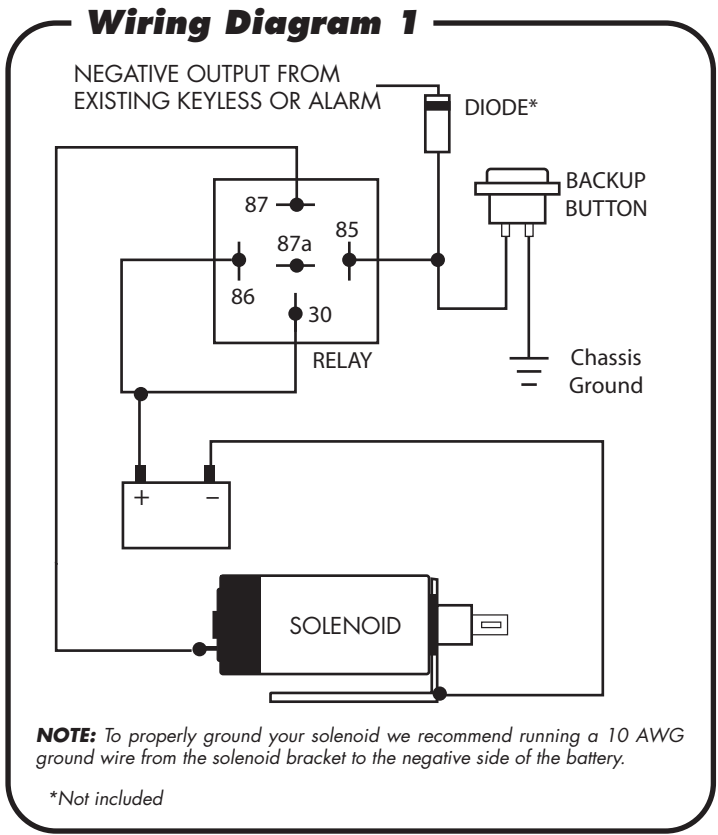 Wiring Diagram 1
NEGATIVE OUTPUT FROM
EXISTING KEYLESS OR ALARM
DIODE*
BACKUP
BUTTON
87
87a
85
86
30
RELAY
Chassis
Ground
+ −
SOLENOID
NOTE: To properly ground your solenoid we recommend running a 10 AWG
ground wire from the solenoid bracket to the negative side of the battery.
*Not included